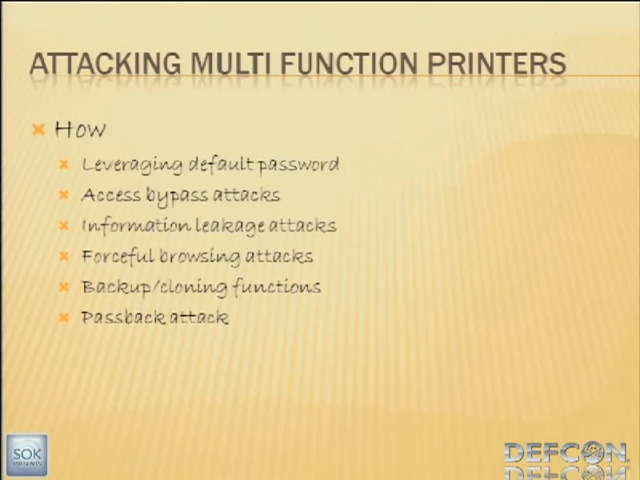 ATTACKING MULTI FUNCTION PRINTERS
How
Leveraging default password
Access bypass attacks
Information leakage attacks
Forceful browsing attacks
Backup/cloning functions
Passback attack
SOK
DEFCON